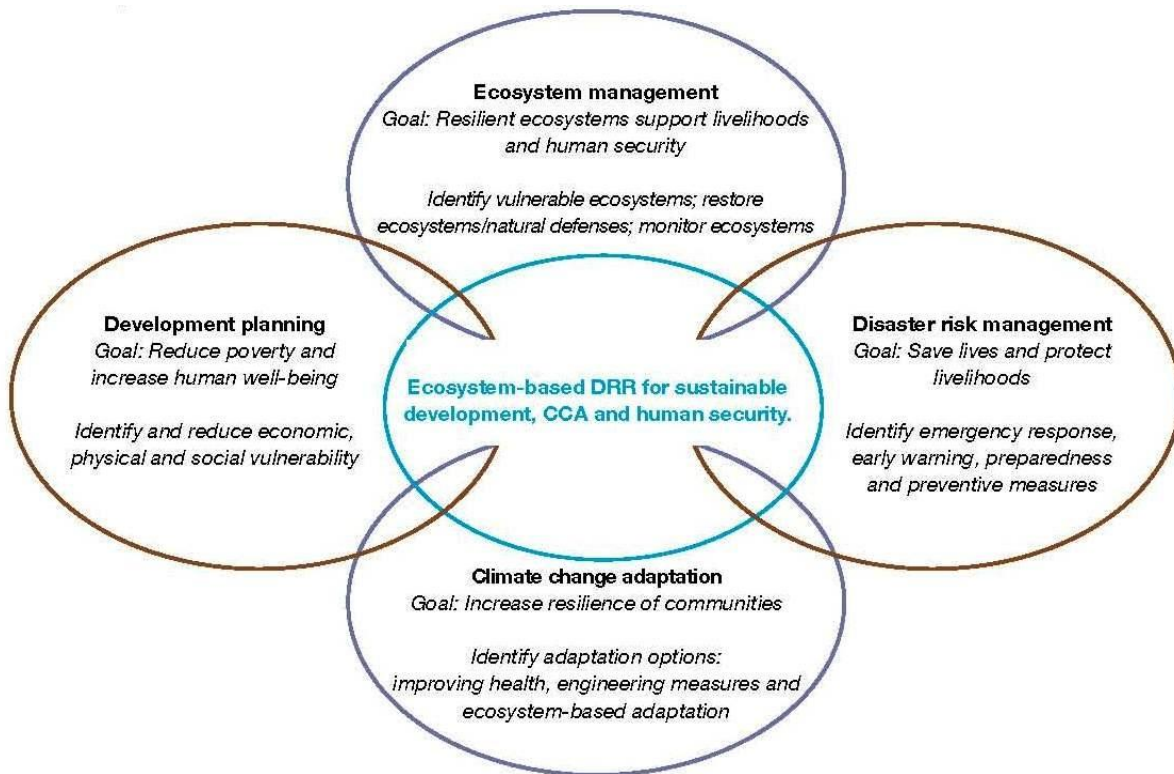 Ecosystem management
Goal: Resilient ecosystems support livelihoods
and human security
Identify vulnerable ecosystems; restore
ecosystems/natural defenses; monitor ecosystems
Development planning
Goal: Reduce poverty and
increase human well-being
Identify and reduce economic,
physical and social vulnerability
Ecosystem-based DRR for sustainable
development, CCA and human security.
Disaster risk management
Goal: Save lives and protect
livelihoods
Identify emergency response,
early warning, preparedness
and preventive measures
Climate change adaptation
Goal: Increase resilience of communities
Identify adaptation options:
improving health, engineering measures and
ecosystem-based adaptation